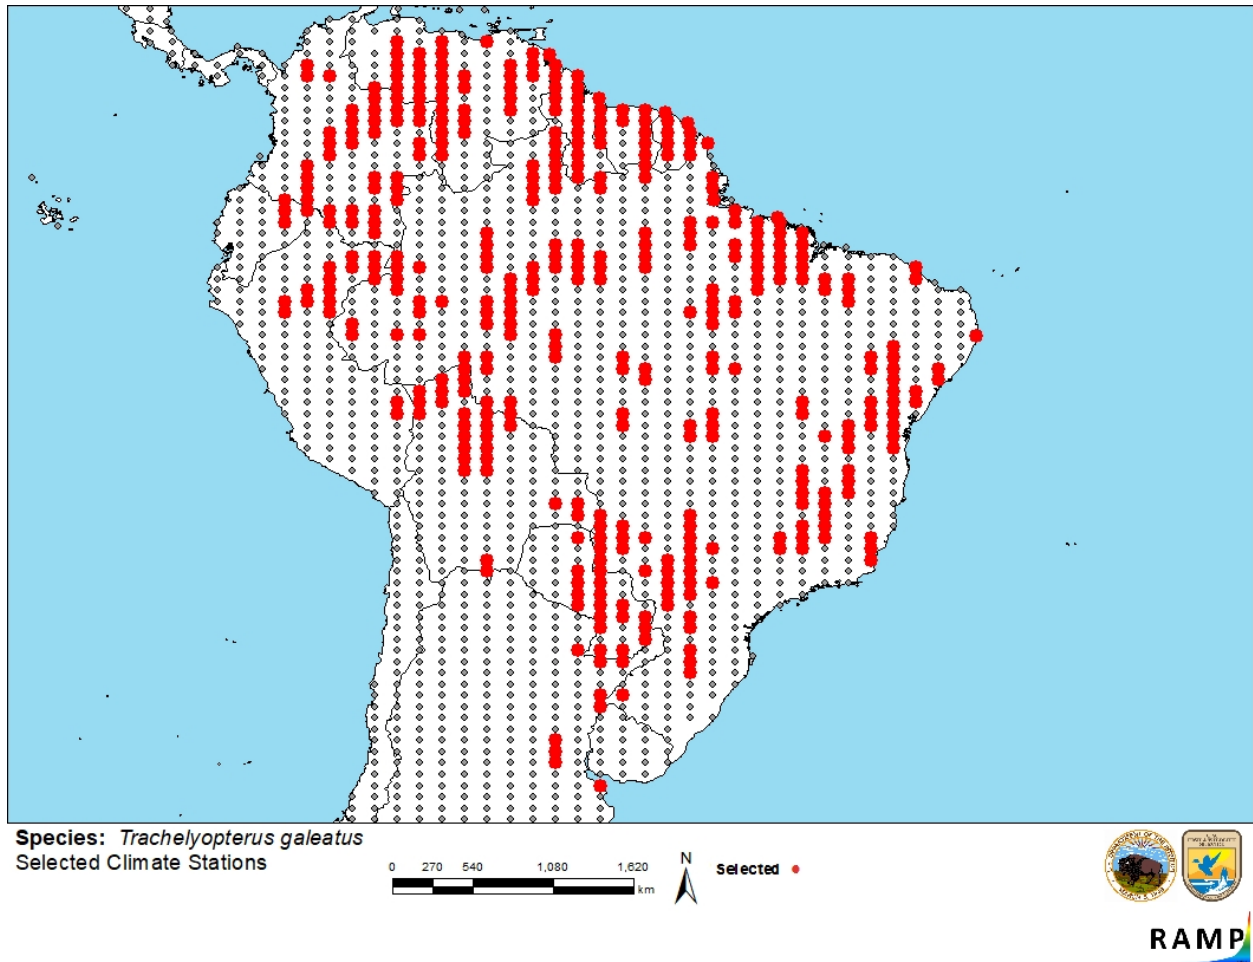 Species: Trachelyopterus galeatus
Selected Climate Stations
0 270 540 1,080 1,620
km
N
Selected
RAMP